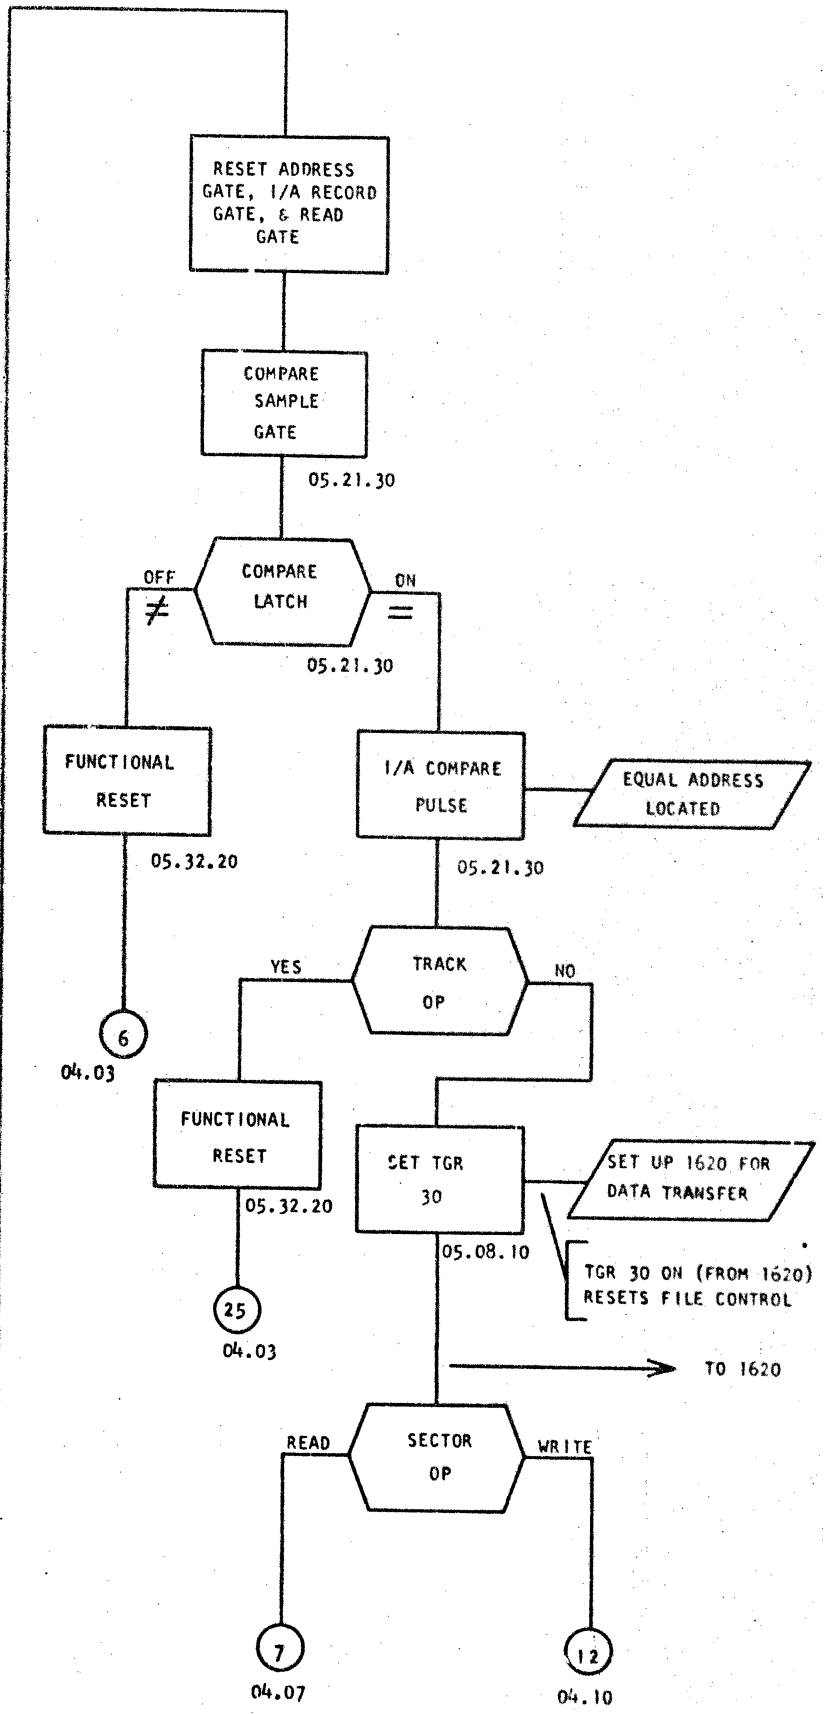 RESET ADDRESS
GATE, I/A RECORD
GATE, & READ
GATE
COMPARE
SAMPLE
GATE
05.21.30
COMPARE
LATCH
OFF
≠
ON
=
05.21.30
FUNCTIONAL
RESET
05.32.20
I/A COMPARE
PULSE
05.21.30
EQUAL ADDRESS
LOCATED
TRACK
OP
YES
NO
6
04.03
FUNCTIONAL
RESET
05.32.20
SET TGR
30
05.08.10
SET UP 1620 FOR
DATA TRANSFER
TGR 30 ON (FROM 1620)
RESETS FILE CONTROL
25
04.03
TO 1620
SECTOR
OP
READ
WRITE
7
04.07
12
04.10